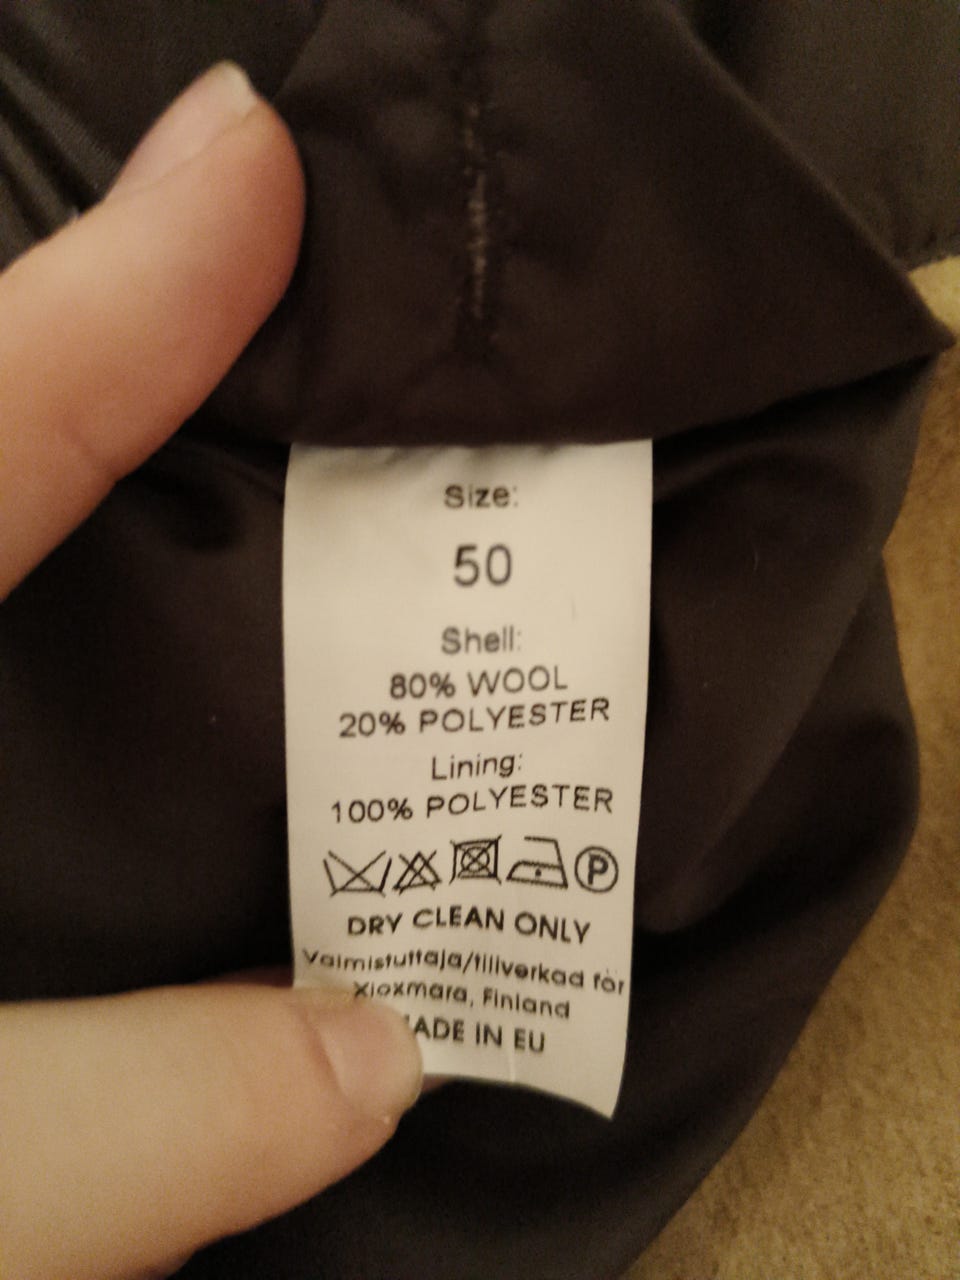 Size:
50
Shell:
80% WOOL
20% POLYESTER
Lining:
100% POLYESTER
P
DRY CLEAN ONLY
Valmistuttaja/tillverkad för
Xioxmara, Finland
MADE IN EU